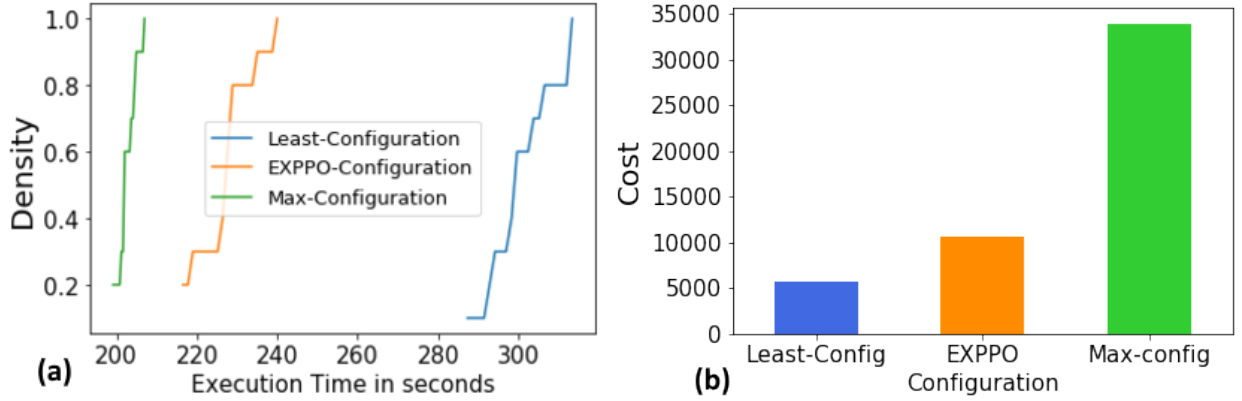 1.0
0.8
0.6
0.4
0.2
Density
Least-Configuration
EXPPO-Configuration
Max-Configuration
200 220 240 260 280 300
Execution Time in seconds
(a)
35000
30000
25000
20000
15000
10000
5000
0
Cost
Least-Config EXPPO Max-config
Configuration
(b)